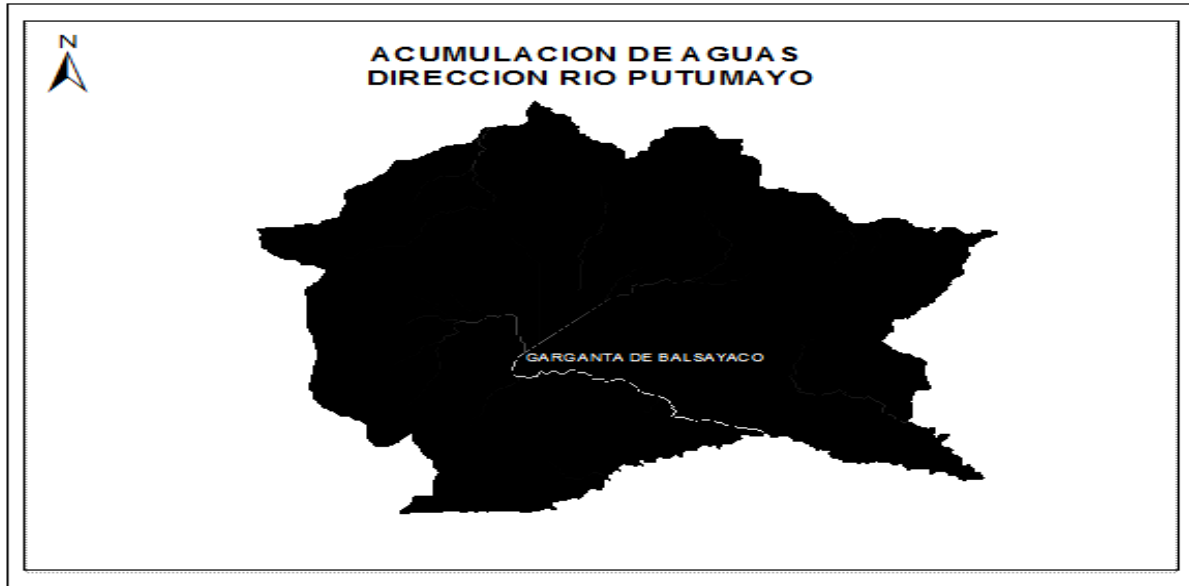 N
ACUMULACION DE AGUAS
DIRECCION RIO PUTUMAYO
GARGANTA DE BALSAYACO